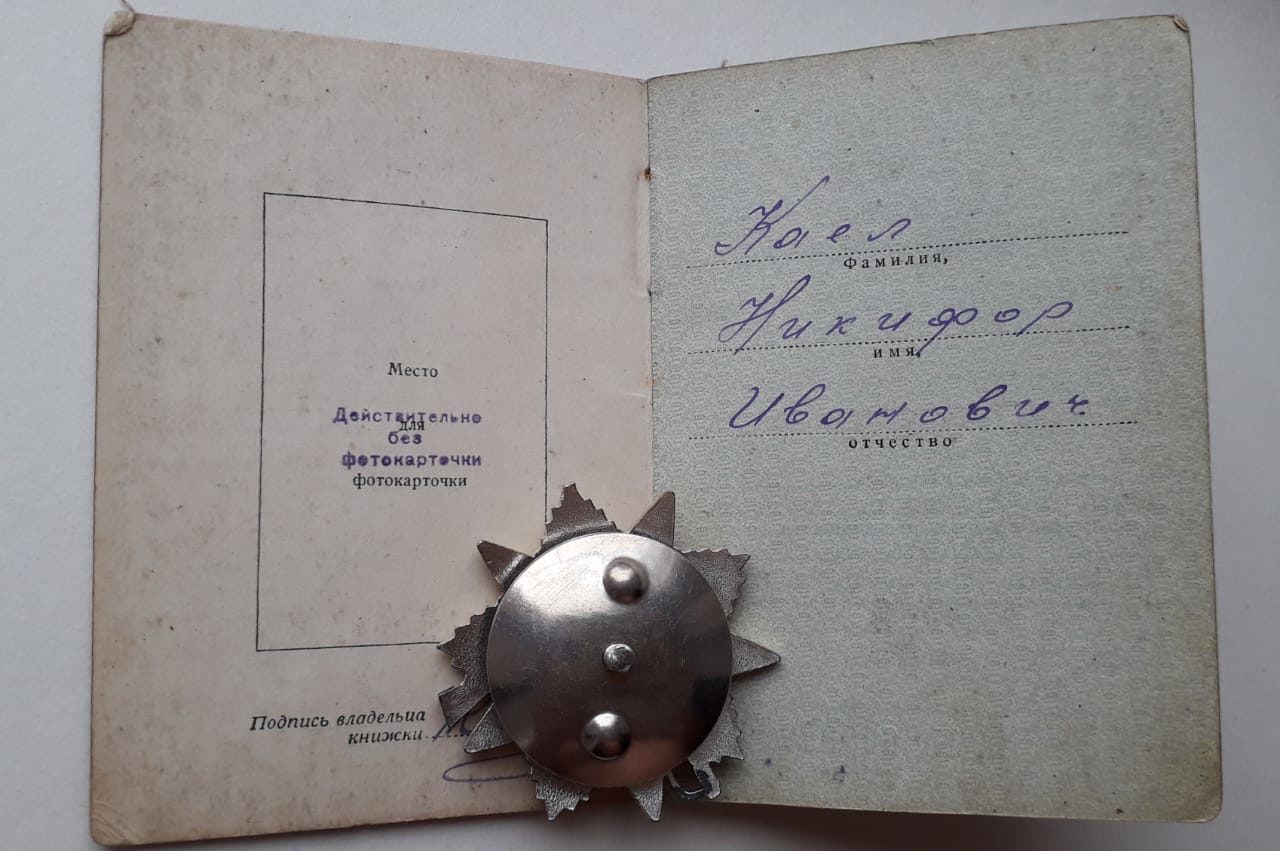 Место
Действительно
для
без
фотокарточки
фотокарточки
Подпись владельца
книжки
Каел
Фамилия,
Никифор
имя,
Иванович
отчество